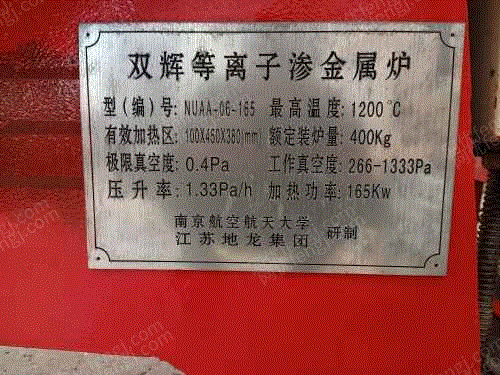 双辉等离子渗金属炉
型(编)号:NUAA-06-165 最高温度:1200℃
有效加热区:100X450X360(mm) 额定装炉量:400Kg
极限真空度:0.4Pa 工作真空度:266-1333Pa
压升率:1.33Pa/h 加热功率:165Kw
南京航空航天大学
江苏地龙集团 研制